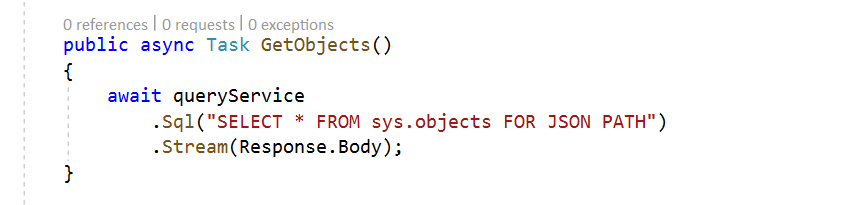 0 references | 0 requests | 0 exceptions
public async Task GetObjects()
{
    await queryService
        .Sql("SELECT * FROM sys.objects FOR JSON PATH")
        .Stream(Response.Body);
}